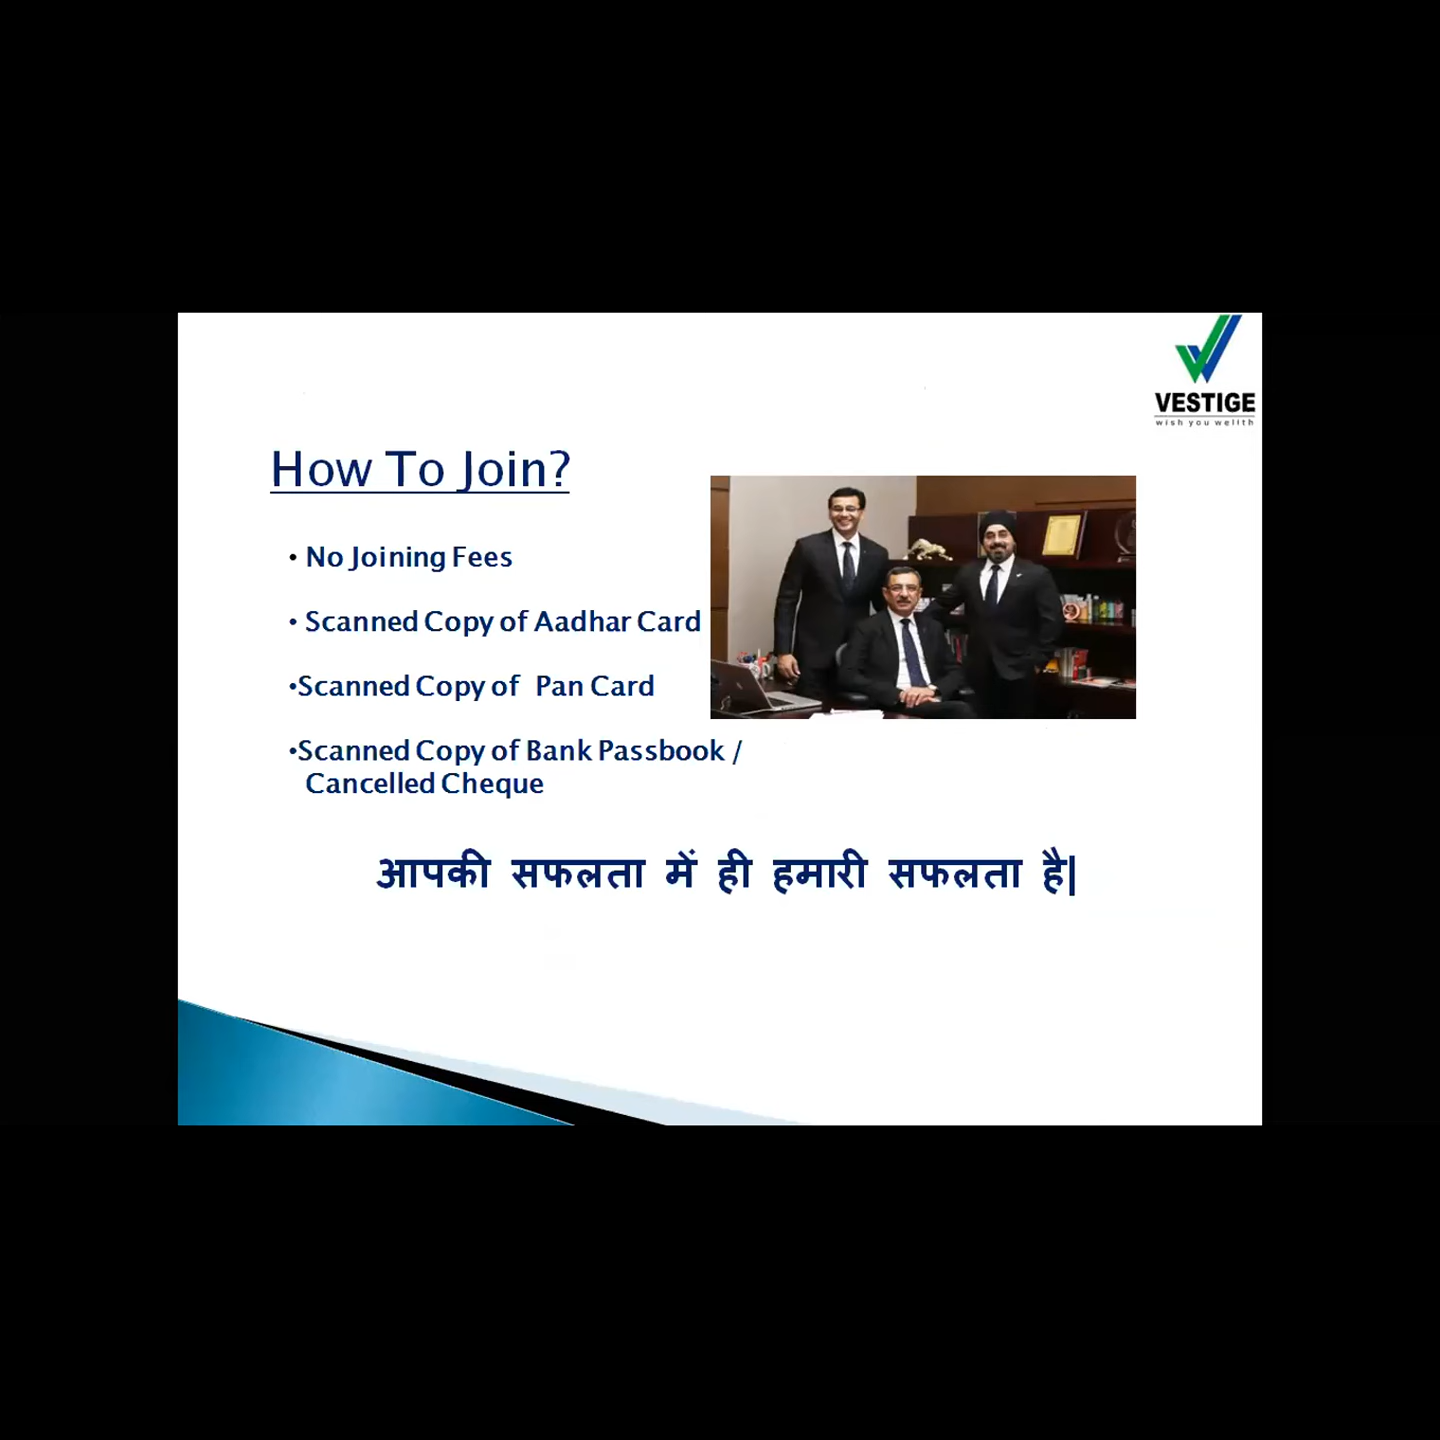 VESTIGE
wish you wellth
How To Join?
• No Joining Fees
• Scanned Copy of Aadhar Card
•Scanned Copy of Pan Card
•Scanned Copy of Bank Passbook /
Cancelled Cheque
आपकी सफलता में ही हमारी सफलता है|